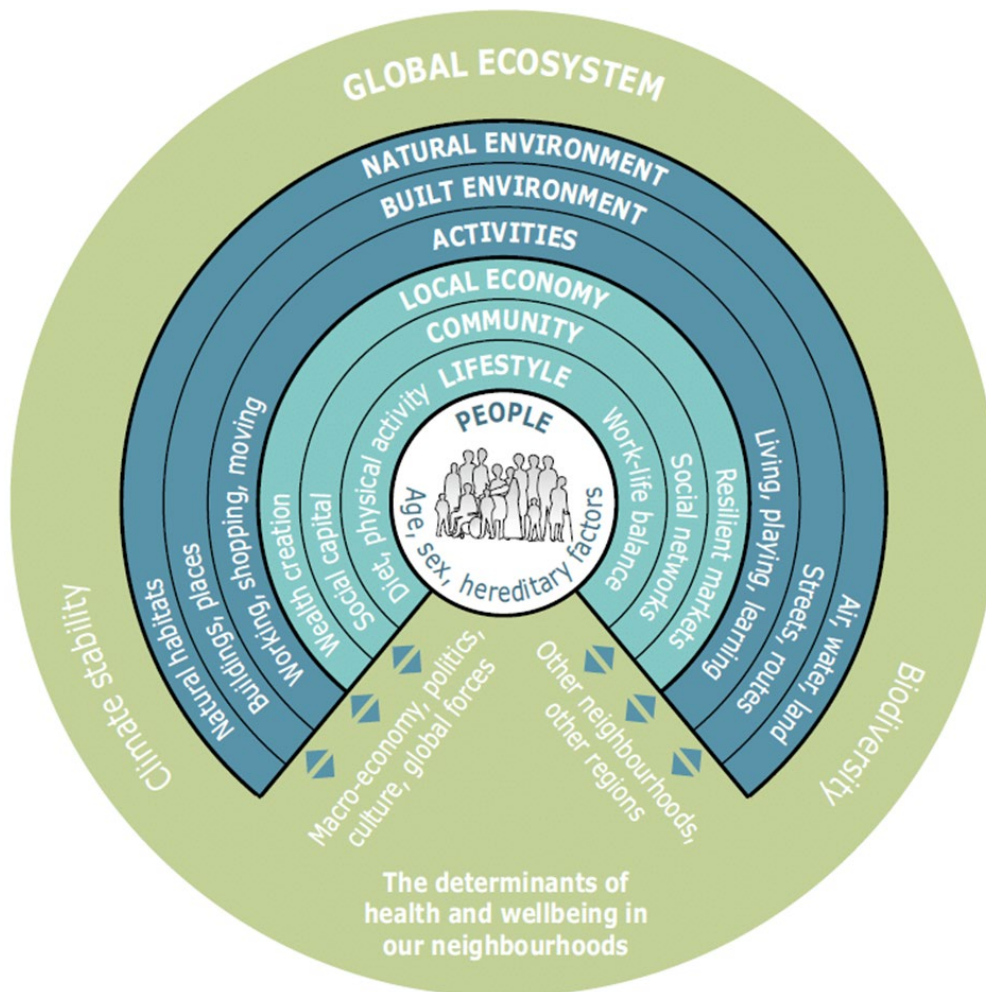 GLOBAL ECOSYSTEM
NATURAL ENVIRONMENT
BUILT ENVIRONMENT
ACTIVITIES
LOCAL ECONOMY
COMMUNITY
LIFESTYLE
PEOPLE
Age, sex, hereditary factors
Diet, physical activity
Work-life balance
Social capital
Social networks
Wealth creation
Resilient markets
Working, shopping, moving
Living, playing, learning
Buildings, places
Streets, routes
Natural habitats
Air, water, land
Climate stability
Biodiversity
Macro-economy, politics,
culture, global forces
Other neighbourhoods,
other regions
The determinants of
health and wellbeing in
our neighbourhoods